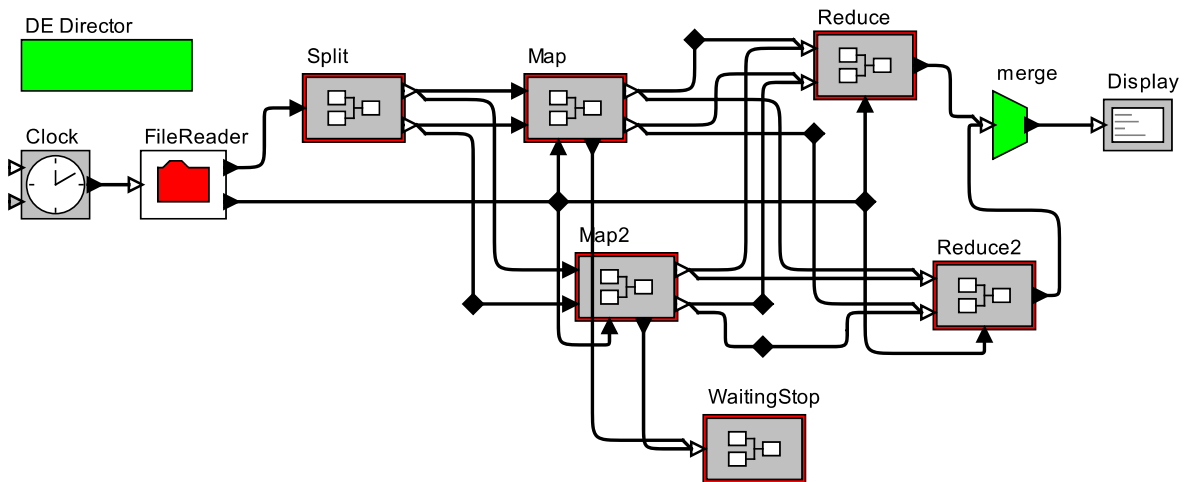 DE Director
Reduce
Split
Map
merge
Display
Clock
FileReader
Map2
Reduce2
WaitingStop